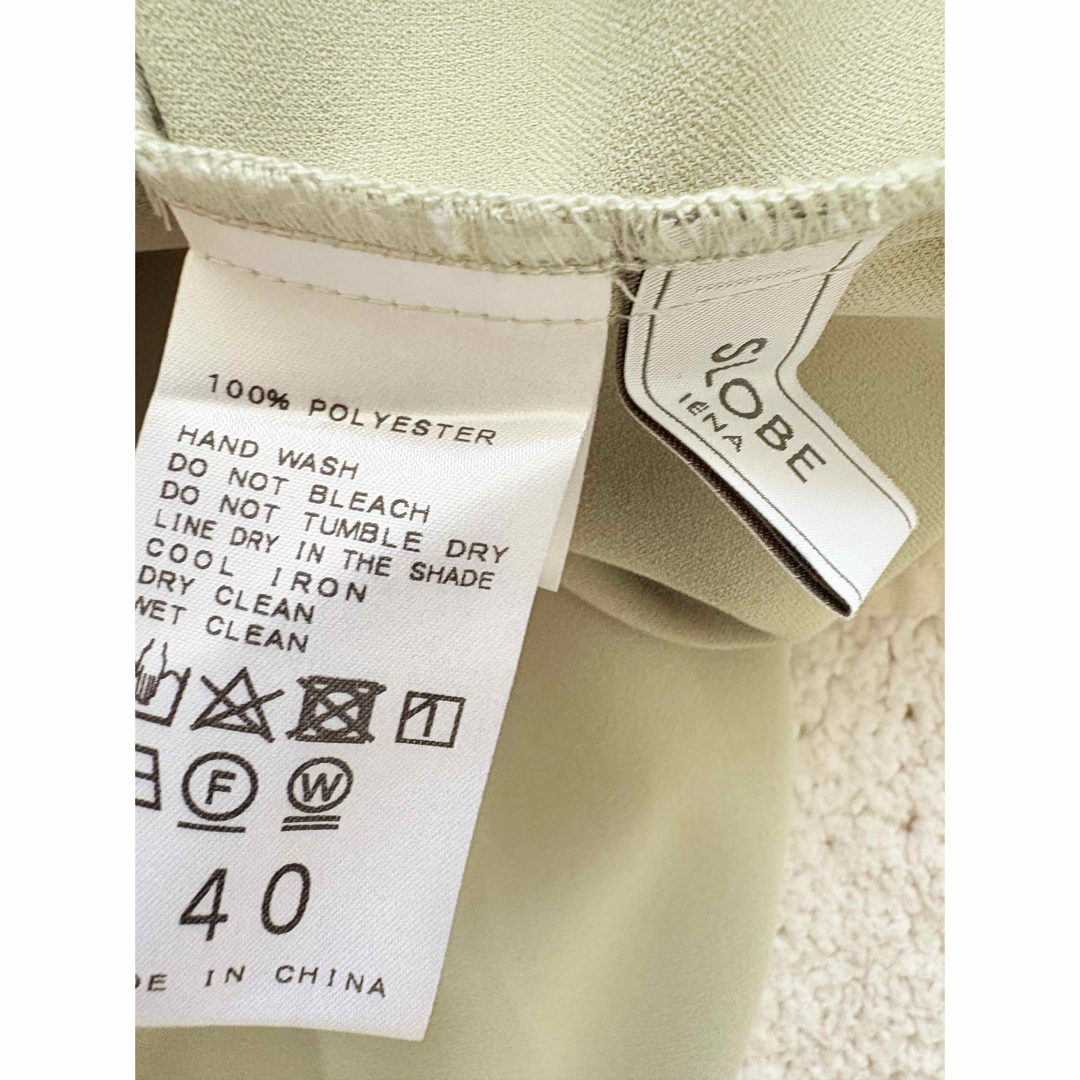 100% POLYESTER
HAND WASH
DO NOT BLEACH
DO NOT TUMBLE DRY
LINE DRY IN THE SHADE
COOL IRON
DRY CLEAN
WET CLEAN
F
W
40
DE IN CHINA
SLOBE
IENA